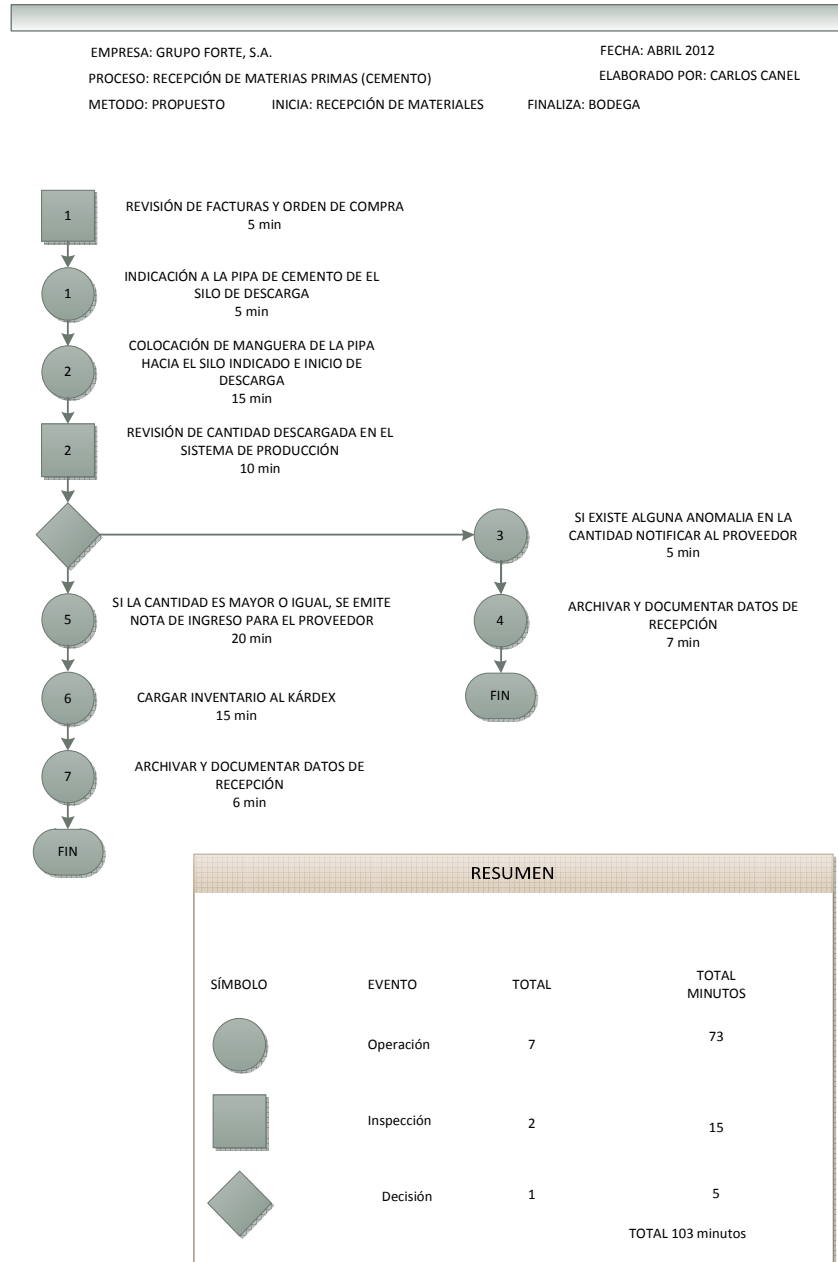 EMPRESA: GRUPO FORTE, S.A.
FECHA: ABRIL 2012
PROCESO: RECEPCIÓN DE MATERIAS PRIMAS (CEMENTO)
ELABORADO POR: CARLOS CANEL
METODO: PROPUESTO
INICIA: RECEPCIÓN DE MATERIALES
FINALIZA: BODEGA
1
REVISIÓN DE FACTURAS Y ORDEN DE COMPRA
5 min
1
INDICACIÓN A LA PIPA DE CEMENTO DE EL
SILO DE DESCARGA
5 min
2
COLOCACIÓN DE MANGUERA DE LA PIPA
HACIA EL SILO INDICADO E INICIO DE
DESCARGA
15 min
2
REVISIÓN DE CANTIDAD DESCARGADA EN EL
SISTEMA DE PRODUCCIÓN
10 min
3
SI EXISTE ALGUNA ANOMALIA EN LA
CANTIDAD NOTIFICAR AL PROVEEDOR
5 min
4
ARCHIVAR Y DOCUMENTAR DATOS DE
RECEPCIÓN
7 min
FIN
5
SI LA CANTIDAD ES MAYOR O IGUAL, SE EMITE
NOTA DE INGRESO PARA EL PROVEEDOR
20 min
6
CARGAR INVENTARIO AL KÁRDEX
15 min
7
ARCHIVAR Y DOCUMENTAR DATOS DE
RECEPCIÓN
6 min
FIN
RESUMEN
SÍMBOLO
EVENTO
TOTAL
TOTAL
MINUTOS
Operación
7
73
Inspección
2
15
Decisión
1
5
TOTAL 103 minutos